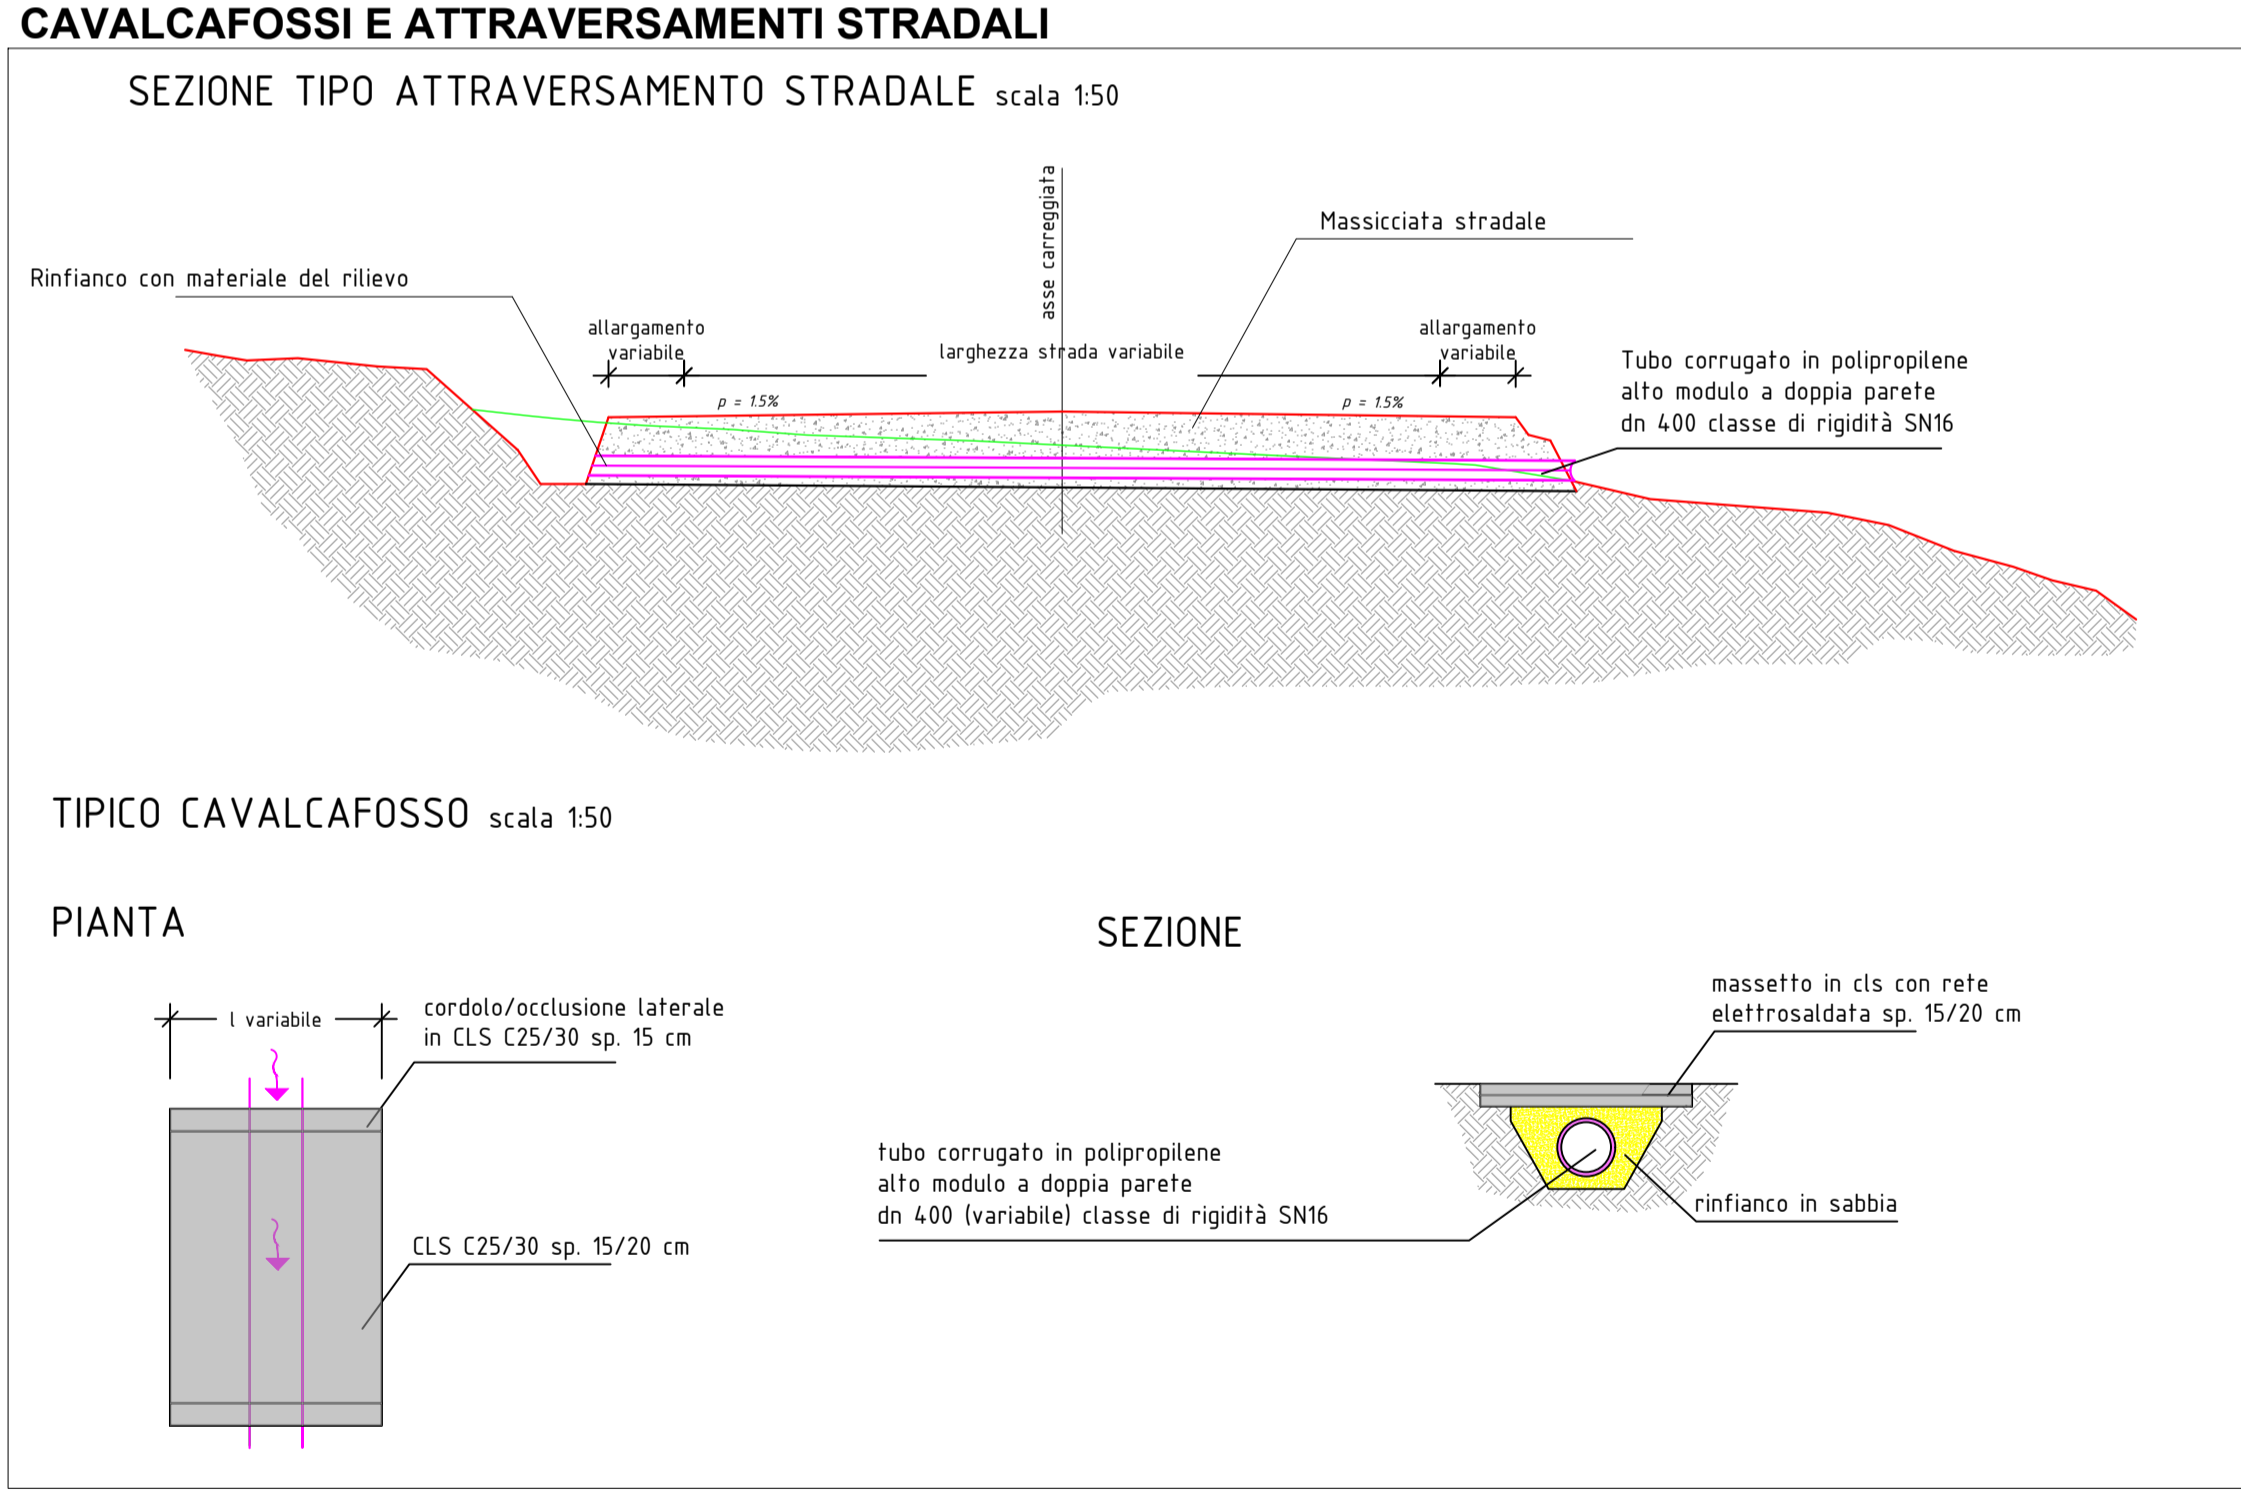 CAVALCAFOSSI E ATTRAVERSAMENTI STRADALI
SEZIONE TIPO ATTRAVERSAMENTO STRADALE scala 1:50
asse carreggiata
Massicciata stradale
Rinfianco con materiale del rilievo
allargamento
variabile
larghezza strada variabile
allargamento
variabile
Tubo corrugato in polipropilene
alto modulo a doppia parete
dn 400 classe di rigidità SN16
p = 1.5%
p = 1.5%
TIPICO CAVALCAFOSSO scala 1:50
PIANTA
SEZIONE
l variabile
cordolo/occlusione laterale
in CLS C25/30 sp. 15 cm
CLS C25/30 sp. 15/20 cm
massetto in cls con rete
elettrosaldata sp. 15/20 cm
tubo corrugato in polipropilene
alto modulo a doppia parete
dn 400 (variabile) classe di rigidità SN16
rinfianco in sabbia